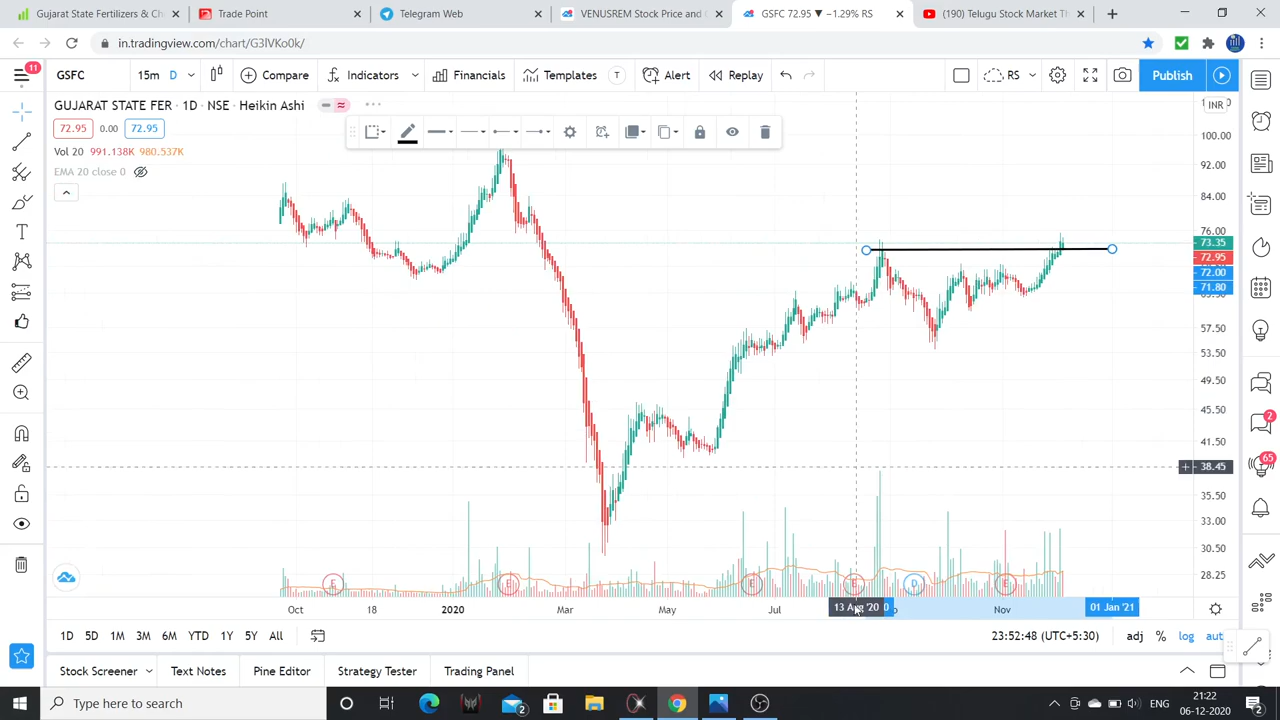 Gujarat State Fertilizers & Ch
Trade Point
Telegram Web
VENUSREM Stock Price and C
GSFC 72.95 ▼ −1.29% RS
(190) Telugu Stock Market Th
in.tradingview.com/chart/G3lVKo0k/
11
GSFC
15m
D
Compare
Indicators
Financials
Templates
T
Alert
Replay
RS
Publish
GUJARAT STATE FER · 1D · NSE · Heikin Ashi
INR
72.95
0.00
72.95
Vol 20 991.138K 980.537K
EMA 20 close 0
100.00
92.00
84.00
76.00
73.35
72.95
72.00
71.80
57.50
53.50
49.50
45.50
41.50
38.45
35.50
33.00
30.50
28.25
2
65
E
E
E
E
D
E
Oct
18
2020
Mar
May
Jul
13 Aug '20
Nov
01 Jan '21
1D
5D
1M
3M
6M
YTD
1Y
5Y
All
23:52:48 (UTC+5:30)
adj
%
log
Stock Screener
Text Notes
Pine Editor
Strategy Tester
Trading Panel
Type here to search
2
ENG
21:22
06-12-2020
2